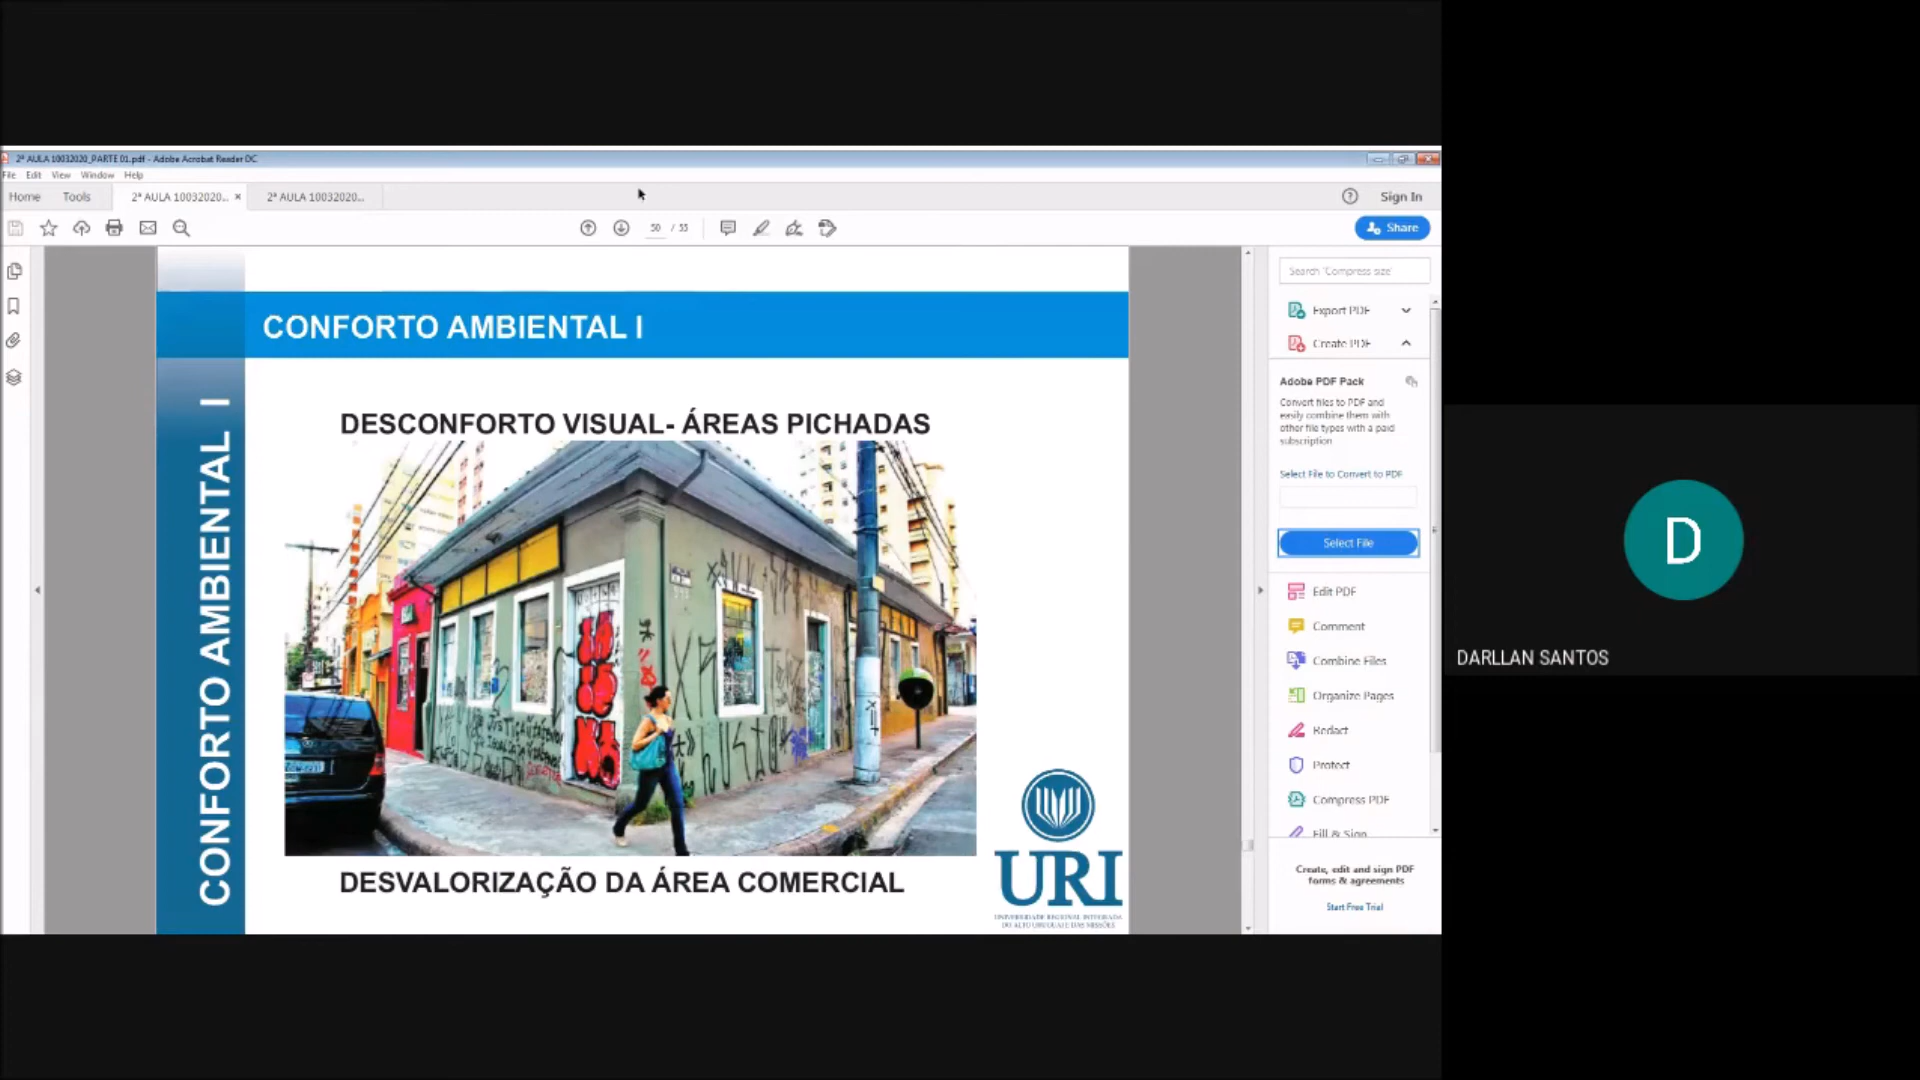 2ª AULA 10032020_PARTE 01.pdf - Adobe Acrobat Reader DC
File Edit View Window Help
Home Tools 2ª AULA 10032020... × 2ª AULA 10032020... Sign In
50 / 55
Share
Search 'Compress size'
Export PDF
Create PDF
Adobe PDF Pack
Convert files to PDF and
easily combine them with
other file types with a paid
subscription
Select File to Convert to PDF
Select File
Edit PDF
Comment
Combine Files
Organize Pages
Redact
Protect
Compress PDF
Fill & Sign
Create, edit and sign PDF
forms & agreements
Start Free Trial
CONFORTO AMBIENTAL I
CONFORTO AMBIENTAL I
DESCONFORTO VISUAL- ÁREAS PICHADAS
DESVALORIZAÇÃO DA ÁREA COMERCIAL
URI
UNIVERSIDADE REGIONAL INTEGRADA
DO ALTO URUGUAI E DAS MISSÕES
D
DARLLAN SANTOS